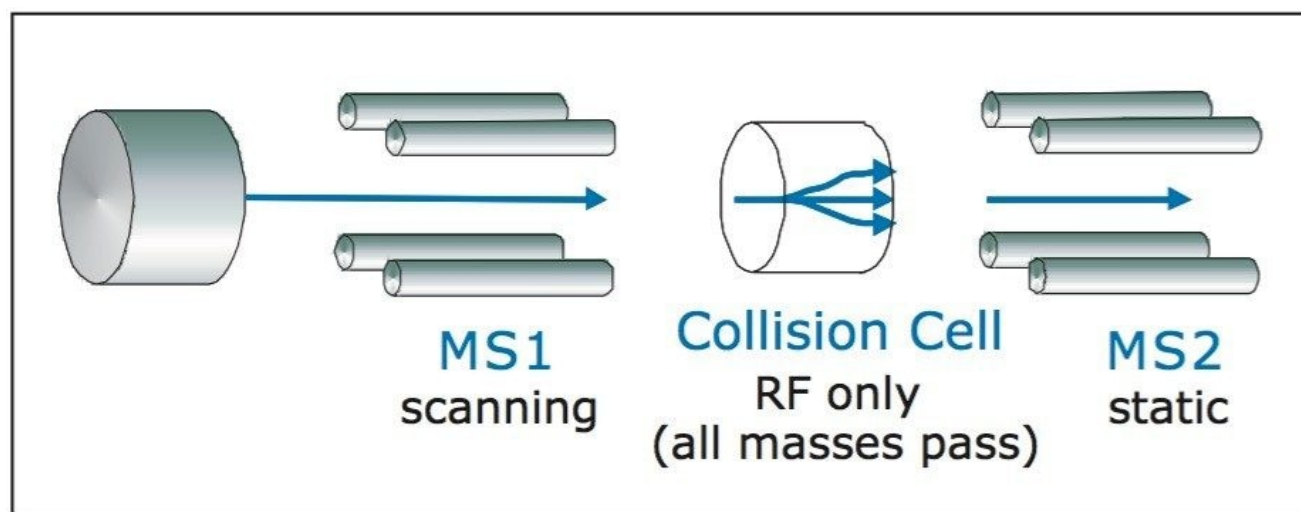 MS1
scanning
Collision Cell
RF only
(all masses pass)
MS2
static